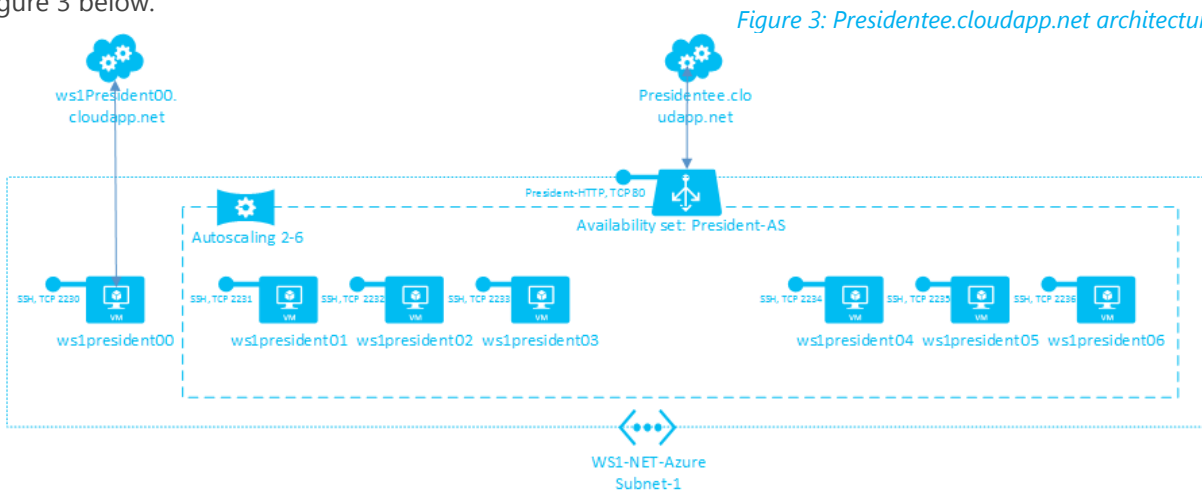 gure 3 below.
Figure 3: Presidentee.cloudapp.net architectur
ws1President00.
cloudapp.net
Presidentee.clo
udapp.net
President-HTTP, TCP 80
Autoscaling 2-6
Availability set: President-AS
SSH, TCP 2230
VM
ws1president00
SSH, TCP 2231
VM
ws1president01
SSH, TCP 2232
VM
ws1president02
SSH, TCP 2233
VM
ws1president03
SSH, TCP 2234
VM
ws1president04
SSH, TCP 2235
VM
ws1president05
SSH, TCP 2236
VM
ws1president06
WS1-NET-Azure
Subnet-1